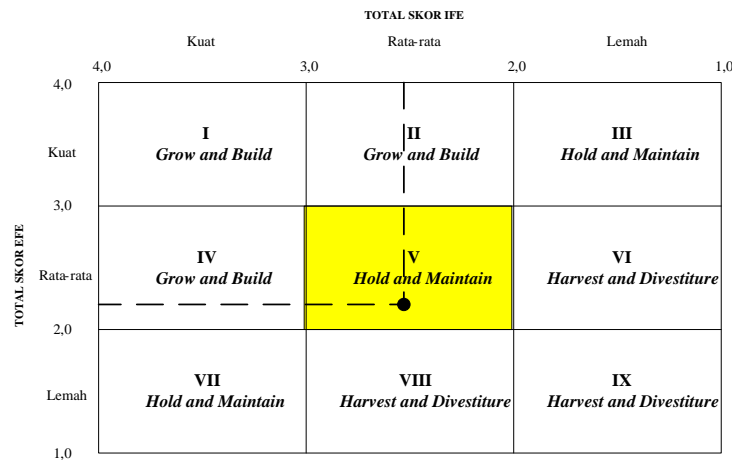 TOTAL SKOR IFE
Kuat Rata-rata Lemah
4,0 3,0 2,0 1,0
4,0
I II III
Kuat Grow and Build Grow and Build Hold and Maintain
3,0
TOTAL SKOR EFE
IV V VI
Rata-rata Grow and Build Hold and Maintain Harvest and Divestiture
2,0
VII VIII IX
Lemah Hold and Maintain Harvest and Divestiture Harvest and Divestiture
1,0